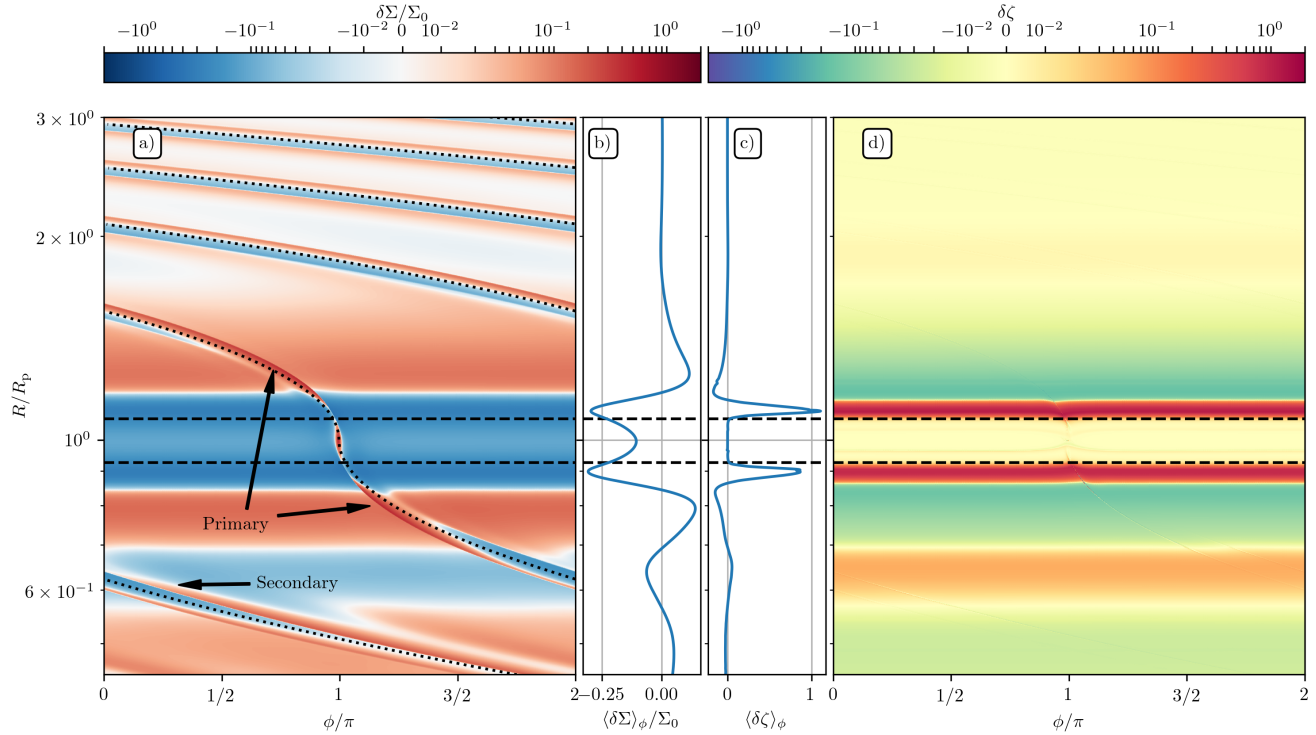 δΣ/Σ₀
δζ
−10⁰ −10⁻¹ −10⁻² 0 10⁻² 10⁻¹ 10⁰
−10⁰ −10⁻¹ −10⁻² 0 10⁻² 10⁻¹ 10⁰
3 × 10⁰
2 × 10⁰
10⁰
6 × 10⁻¹
R/Rₚ
a)
b)
c)
d)
Primary
Secondary
0 1/2 1 3/2 2
−0.25 0.00
0 1
0 1/2 1 3/2 2
ϕ/π
⟨δΣ⟩ᵩ/Σ₀
⟨δζ⟩ᵩ
ϕ/π